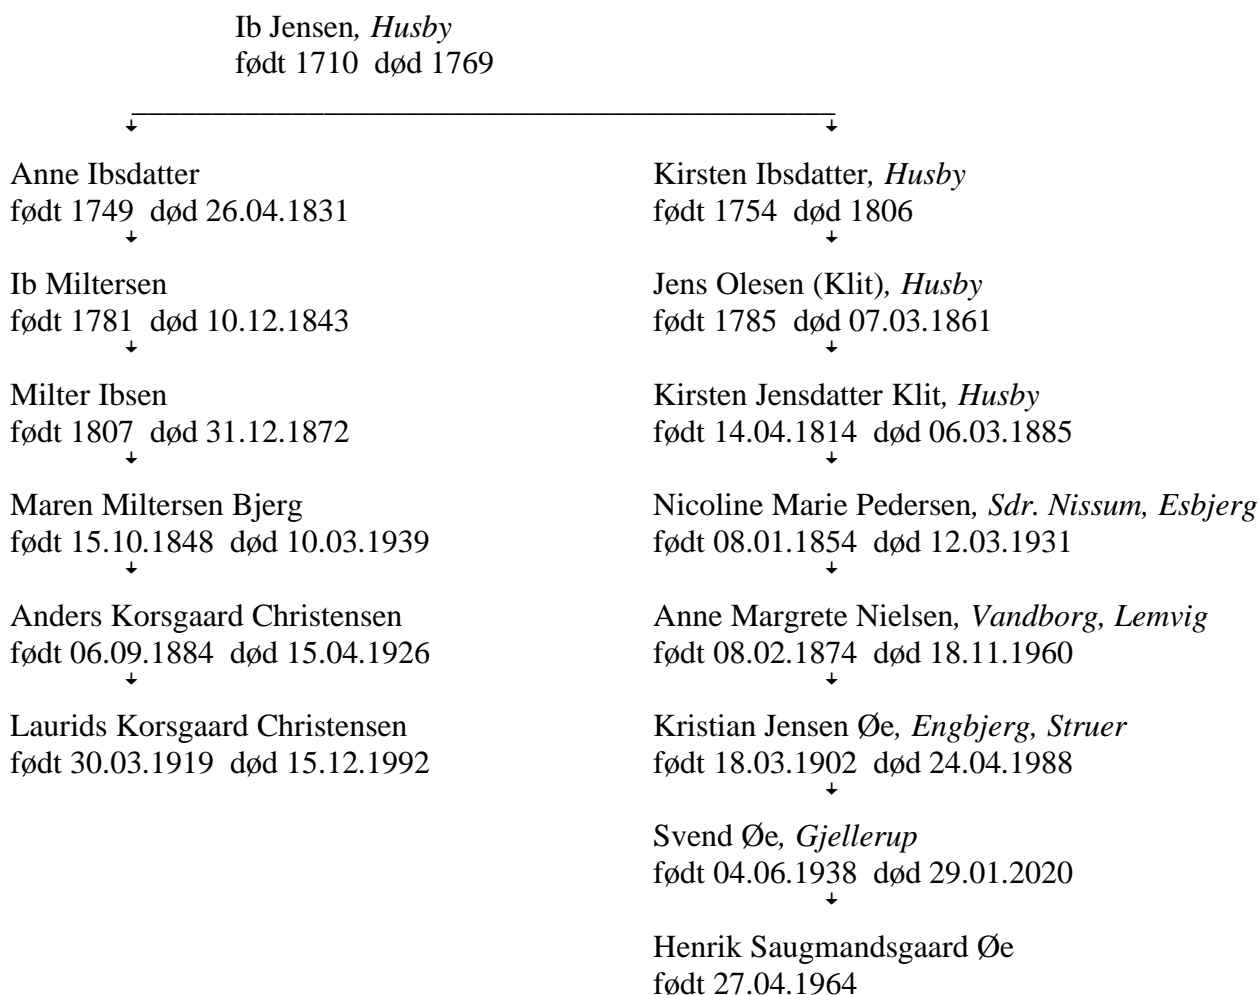 Ib Jensen, Husby
født 1710 død 1769
Anne Ibsdatter
født 1749 død 26.04.1831
Ib Miltersen
født 1781 død 10.12.1843
Milter Ibsen
født 1807 død 31.12.1872
Maren Miltersen Bjerg
født 15.10.1848 død 10.03.1939
Anders Korsgaard Christensen
født 06.09.1884 død 15.04.1926
Laurids Korsgaard Christensen
født 30.03.1919 død 15.12.1992
Kirsten Ibsdatter, Husby
født 1754 død 1806
Jens Olesen (Klit), Husby
født 1785 død 07.03.1861
Kirsten Jensdatter Klit, Husby
født 14.04.1814 død 06.03.1885
Nicoline Marie Pedersen, Sdr. Nissum, Esbjerg
født 08.01.1854 død 12.03.1931
Anne Margrete Nielsen, Vandborg, Lemvig
født 08.02.1874 død 18.11.1960
Kristian Jensen Øe, Engbjerg, Struer
født 18.03.1902 død 24.04.1988
Svend Øe, Gjellerup
født 04.06.1938 død 29.01.2020
Henrik Saugmandsgaard Øe
født 27.04.1964